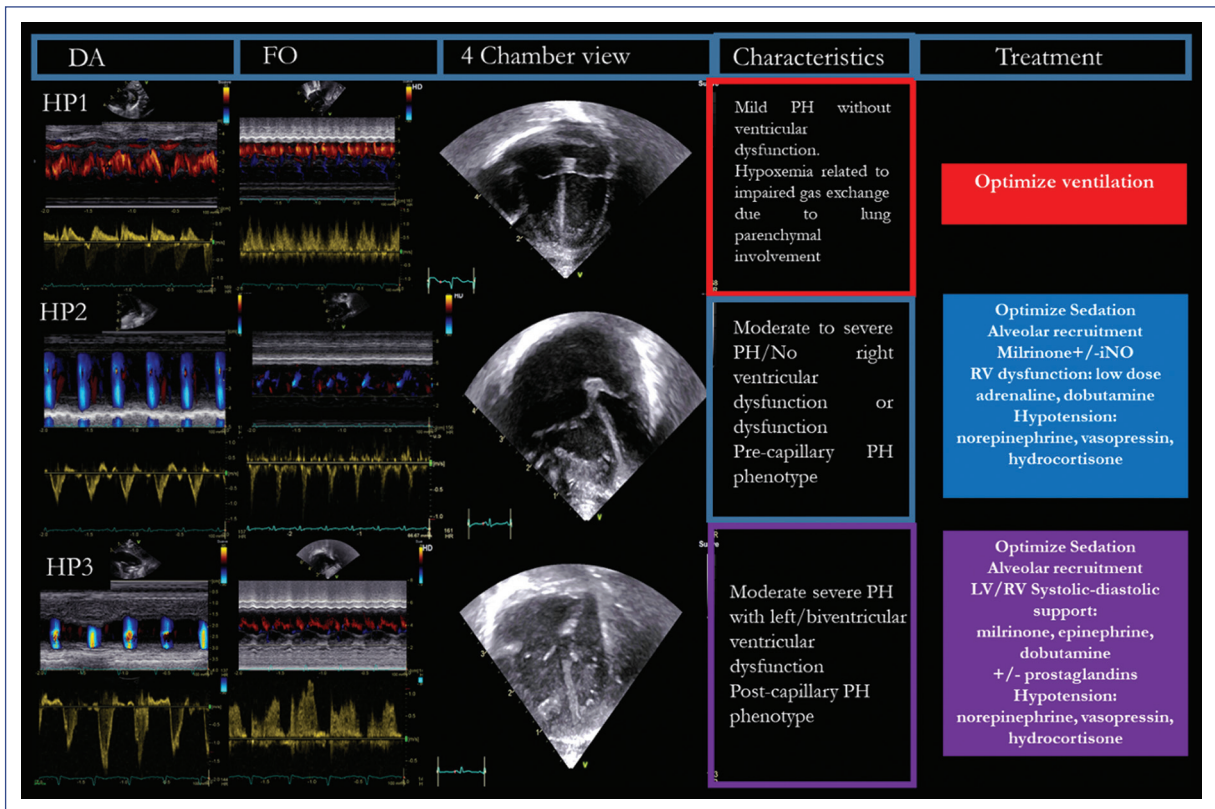 DA
FO
4 Chamber view
Characteristics
Treatment
HP1
Mild PH without
ventricular
dysfunction.
Hypoxemia related to
impaired gas exchange
due to lung
parenchymal
involvement
Optimize ventilation
HP2
Moderate to severe
PH/No right
ventricular
dysfunction or
dysfunction
Pre-capillary PH
phenotype
Optimize Sedation
Alveolar recruitment
Milrinone+/-iNO
RV dysfunction: low dose
adrenaline, dobutamine
Hypotension:
norepinephrine, vasopressin,
hydrocortisone
HP3
Moderate severe PH
with left/biventricular
ventricular
dysfunction
Post-capillary PH
phenotype
Optimize Sedation
Alveolar recruitment
LV/RV Systolic-diastolic
support:
milrinone, epinephrine,
dobutamine
+/- prostaglandins
Hypotension:
norepinephrine, vasopressin,
hydrocortisone